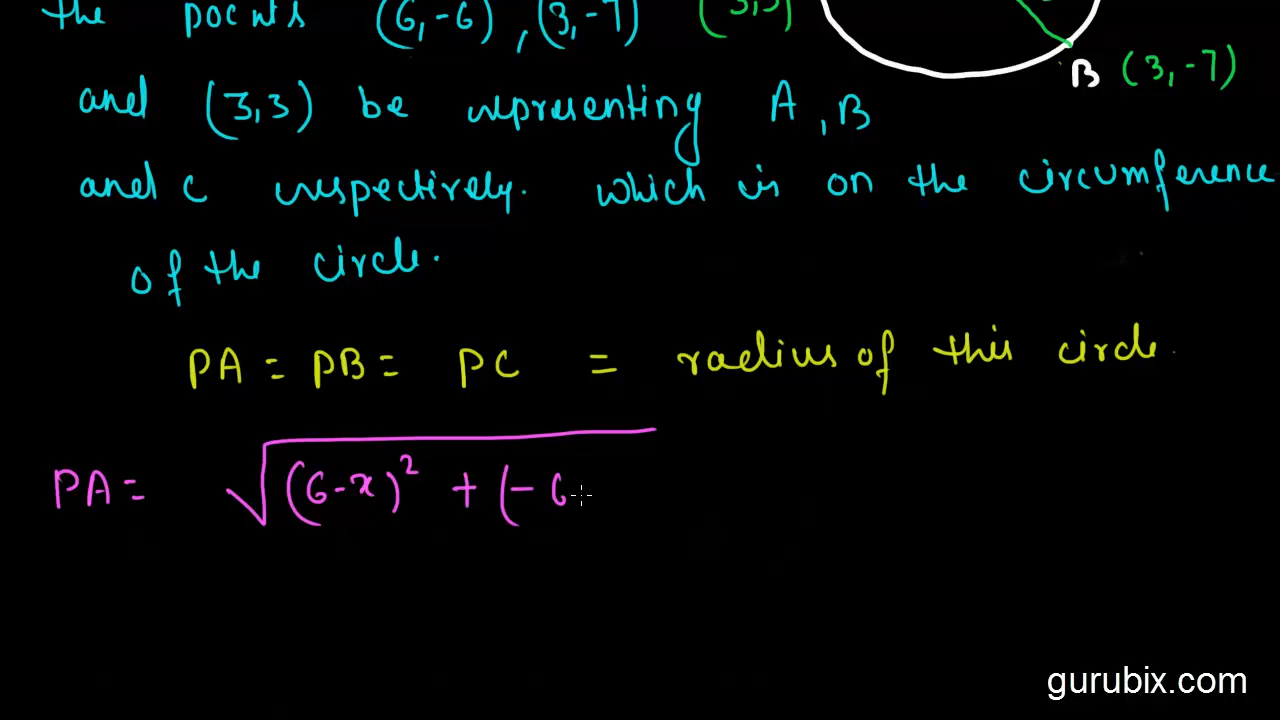 the points (6,-6) , (3,-7) (3,3)
B (3,-7)
and (3,3) be representing A , B
and c respectively. which is on the circumference
of the circle.
PA = PB = PC = radius of this circle.
PA = √(6-x)² + (- 6
gurubix.com